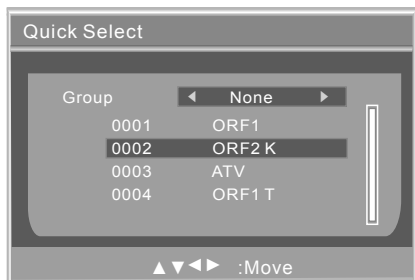 Quick Select
Group ◀ None ▶
0001 ORF1
0002 ORF2 K
0003 ATV
0004 ORF1 T
▲▼◀▶ :Move